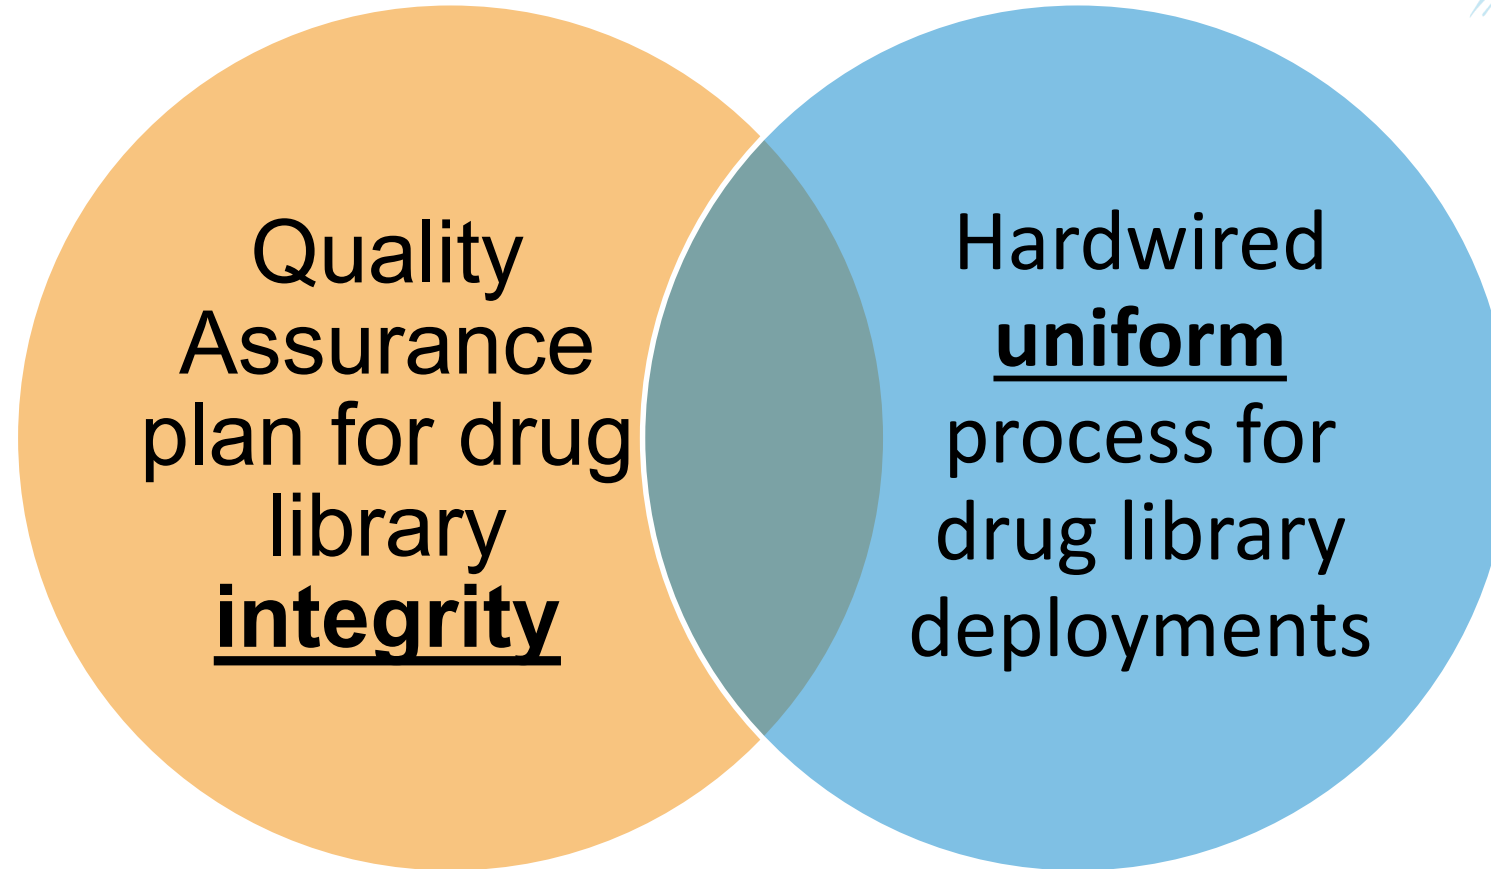 Quality
Assurance
plan for drug
library
integrity
Hardwired
uniform
process for
drug library
deployments